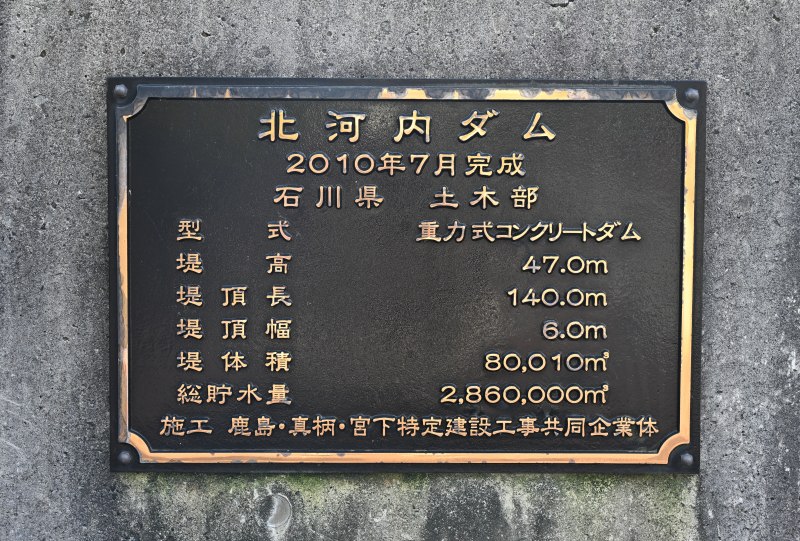 北河内ダム
2010年7月完成
石川県 土木部
型式 重力式コンクリートダム
堤高 47.0m
堤頂長 140.0m
堤頂幅 6.0m
堤体積 80,010m³
総貯水量 2,860,000m³
施工 鹿島・真柄・宮下特定建設工事共同企業体